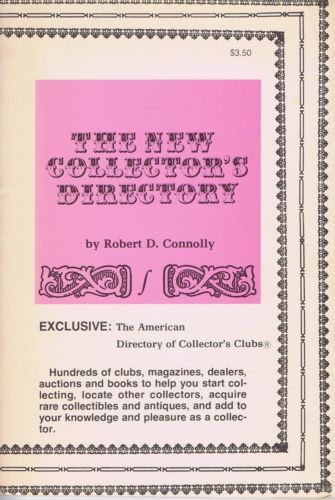 $3.50
THE NEW
COLLECTOR'S
DIRECTORY
by Robert D. Connolly
EXCLUSIVE: The American
Directory of Collector's Clubs®
Hundreds of clubs, magazines, dealers,
auctions and books to help you start col-
lecting, locate other collectors, acquire
rare collectibles and antiques, and add to
your knowledge and pleasure as a collec-
tor.